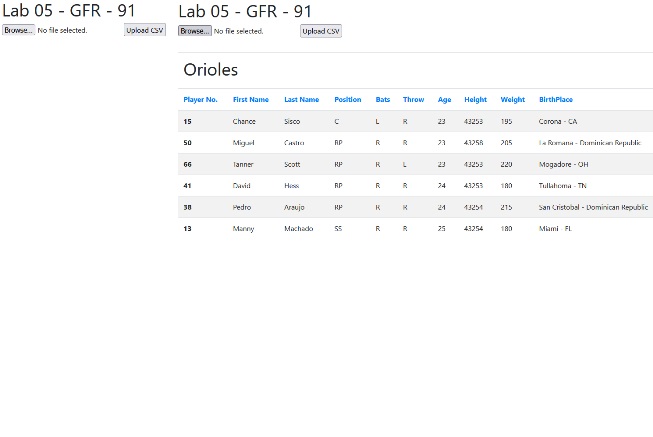 Lab 05 - GFR - 91
Browse... No file selected. Upload CSV
Lab 05 - GFR - 91
Browse... No file selected. Upload CSV
Orioles
Player No. First Name Last Name Position Bats Throw Age Height Weight BirthPlace
15 Chance Sisco C L R 23 43253 195 Corona - CA
50 Miguel Castro RP R R 23 43258 205 La Romana - Dominican Republic
66 Tanner Scott RP R L 23 43253 220 Mogadore - OH
41 David Hess RP R R 24 43253 180 Tullahoma - TN
38 Pedro Araujo RP R R 24 43254 215 San Cristobal - Dominican Republic
13 Manny Machado SS R R 25 43254 180 Miami - FL